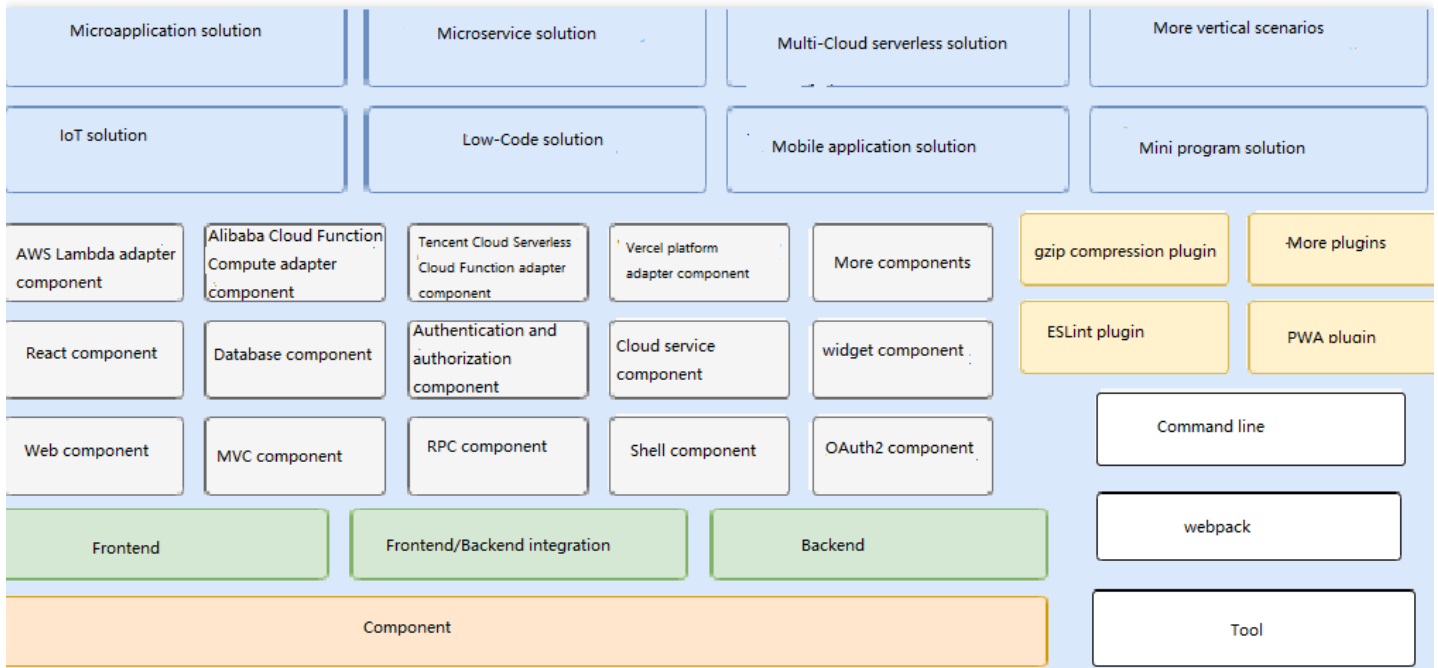 Microapplication solution
Microservice solution
Multi-Cloud serverless solution
More vertical scenarios
IoT solution
Low-Code solution
Mobile application solution
Mini program solution
AWS Lambda adapter
component
Alibaba Cloud Function
Compute adapter
component
Tencent Cloud Serverless
Cloud Function adapter
component
Vercel platform
adapter component
More components
gzip compression plugin
More plugins
React component
Database component
Authentication and
authorization
component
Cloud service
component
widget component
ESLint plugin
PWA plugin
Web component
MVC component
RPC component
Shell component
OAuth2 component
Command line
webpack
Frontend
Frontend/Backend integration
Backend
Component
Tool